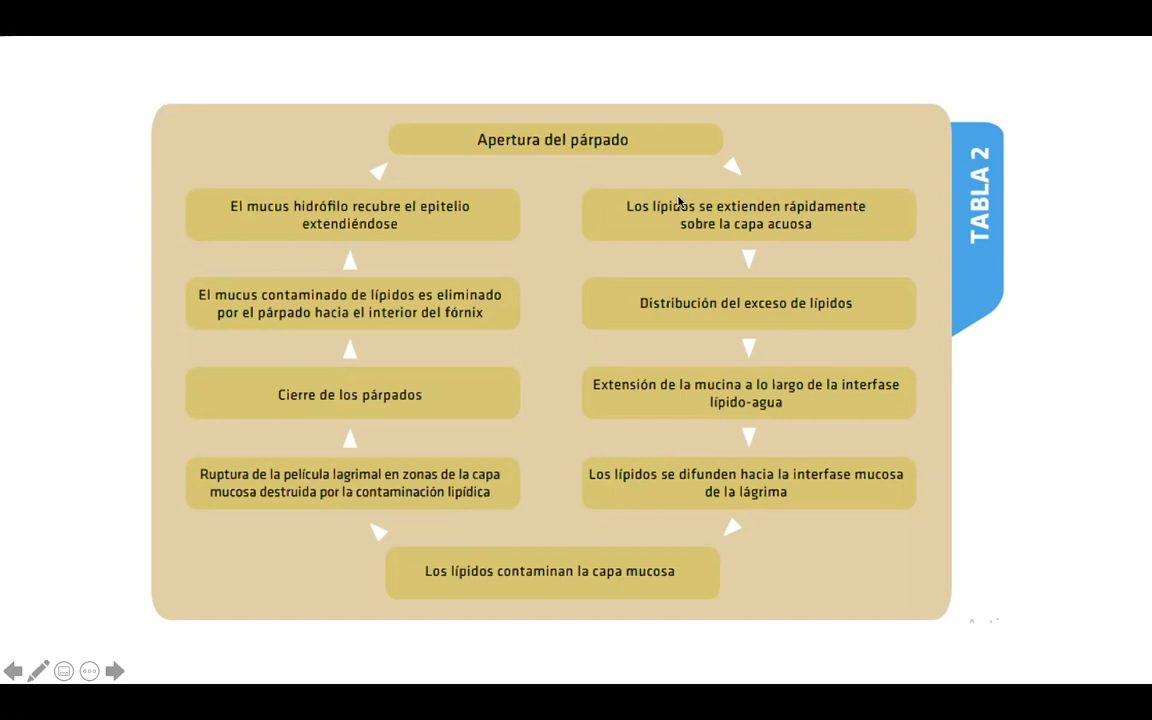 Apertura del párpado
El mucus hidrófilo recubre el epitelio
extendiéndose
Los lípidos se extienden rápidamente
sobre la capa acuosa
El mucus contaminado de lípidos es eliminado
por el párpado hacia el interior del fórnix
Distribución del exceso de lípidos
Cierre de los párpados
Extensión de la mucina a lo largo de la interfase
lípido-agua
Ruptura de la película lagrimal en zonas de la capa
mucosa destruida por la contaminación lipídica
Los lípidos se difunden hacia la interfase mucosa
de la lágrima
Los lípidos contaminan la capa mucosa
TABLA 2